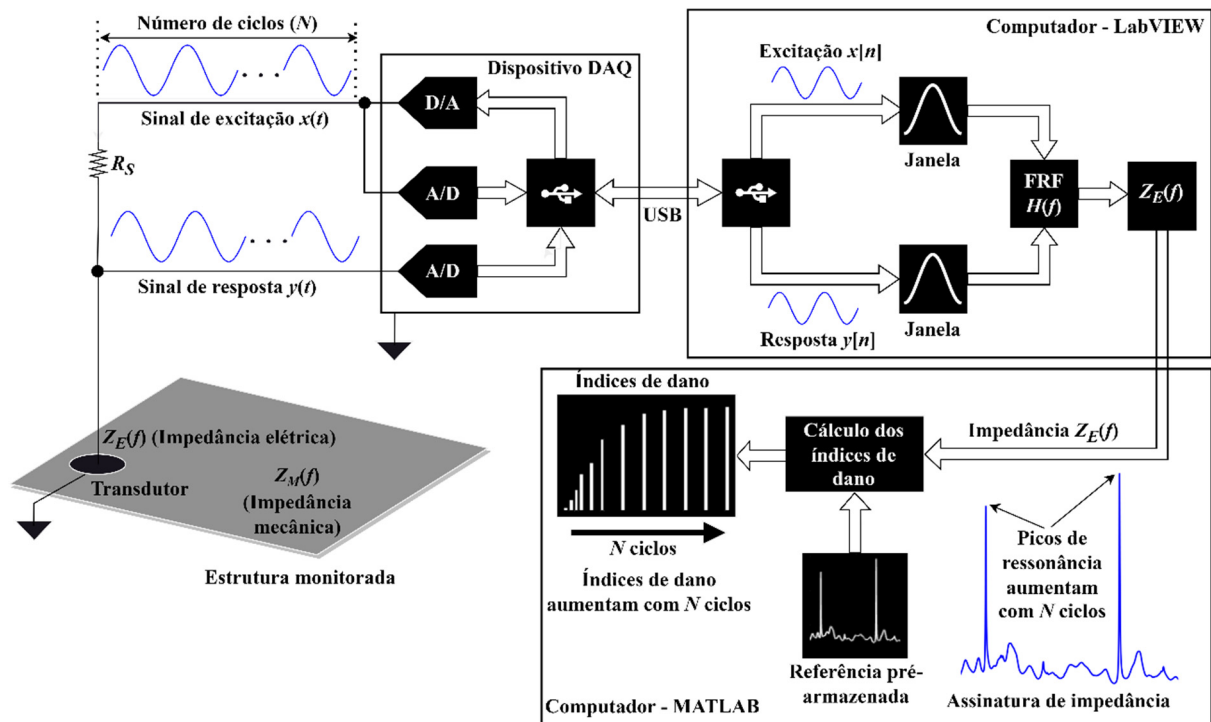 Número de ciclos (N)
Sinal de excitação x(t)
R_S
Sinal de resposta y(t)
Dispositivo DAQ
D/A
A/D
A/D
USB
Computador - LabVIEW
Excitação x[n]
Janela
FRF
H(f)
Z_E(f)
Janela
Resposta y[n]
Z_E(f) (Impedância elétrica)
Transdutor
Z_M(f)
(Impedância
mecânica)
Estrutura monitorada
Índices de dano
N ciclos
Índices de dano
aumentam com N ciclos
Cálculo dos
índices de
dano
Impedância Z_E(f)
Referência pré-
armazenada
Picos de
ressonância
aumentam
com N ciclos
Assinatura de impedância
Computador - MATLAB